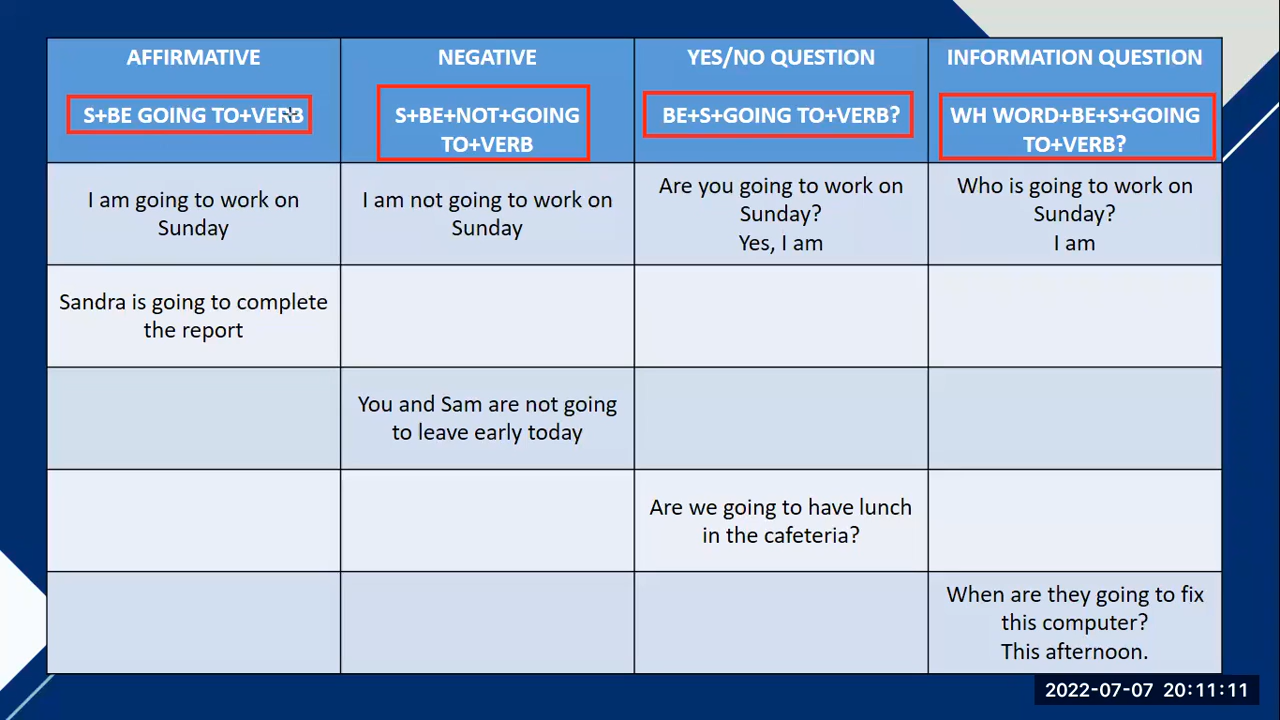 AFFIRMATIVE
S+BE GOING TO+VERB
NEGATIVE
S+BE+NOT+GOING
TO+VERB
YES/NO QUESTION
BE+S+GOING TO+VERB?
INFORMATION QUESTION
WH WORD+BE+S+GOING
TO+VERB?
I am going to work on
Sunday
I am not going to work on
Sunday
Are you going to work on
Sunday?
Yes, I am
Who is going to work on
Sunday?
I am
Sandra is going to complete
the report
You and Sam are not going
to leave early today
Are we going to have lunch
in the cafeteria?
When are they going to fix
this computer?
This afternoon.
2022-07-07 20:11:11